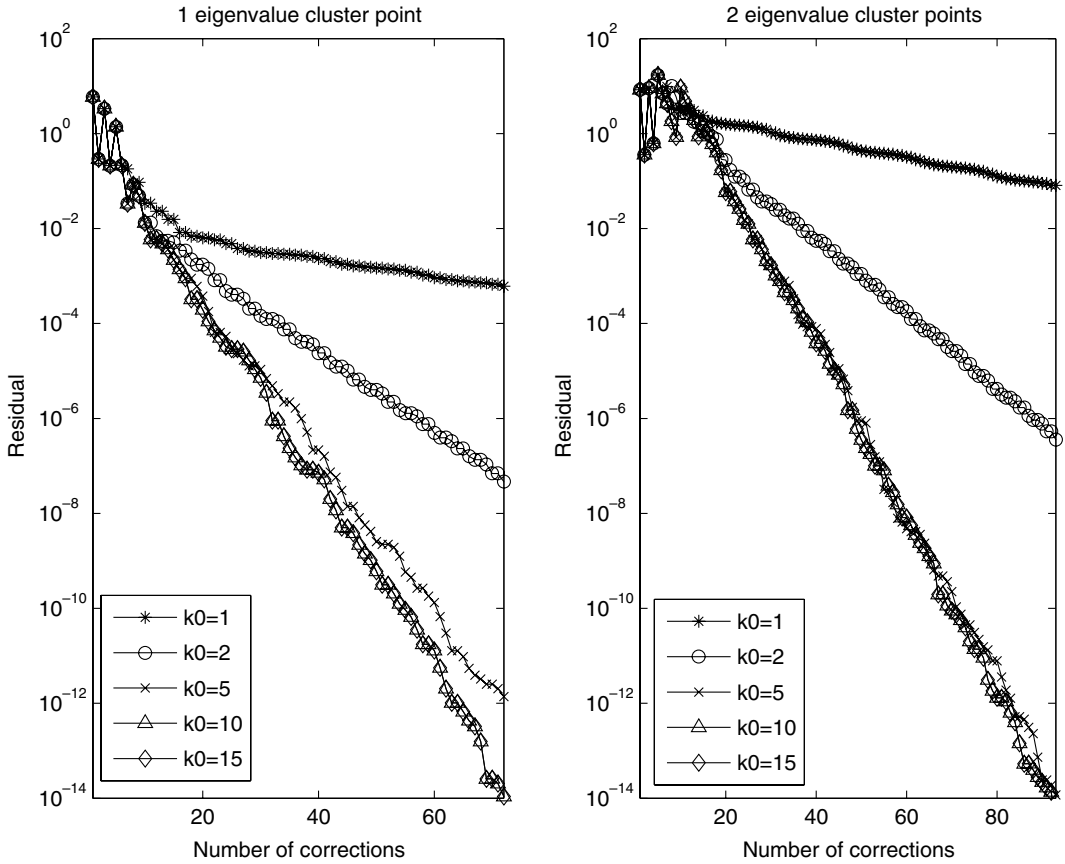 1 eigenvalue cluster point
10^2
10^0
10^−2
10^−4
10^−6
10^−8
10^−10
10^−12
10^−14
Residual
20
40
60
Number of corrections
k0=1
k0=2
k0=5
k0=10
k0=15
2 eigenvalue cluster points
10^2
10^0
10^−2
10^−4
10^−6
10^−8
10^−10
10^−12
10^−14
Residual
20
40
60
80
Number of corrections
k0=1
k0=2
k0=5
k0=10
k0=15